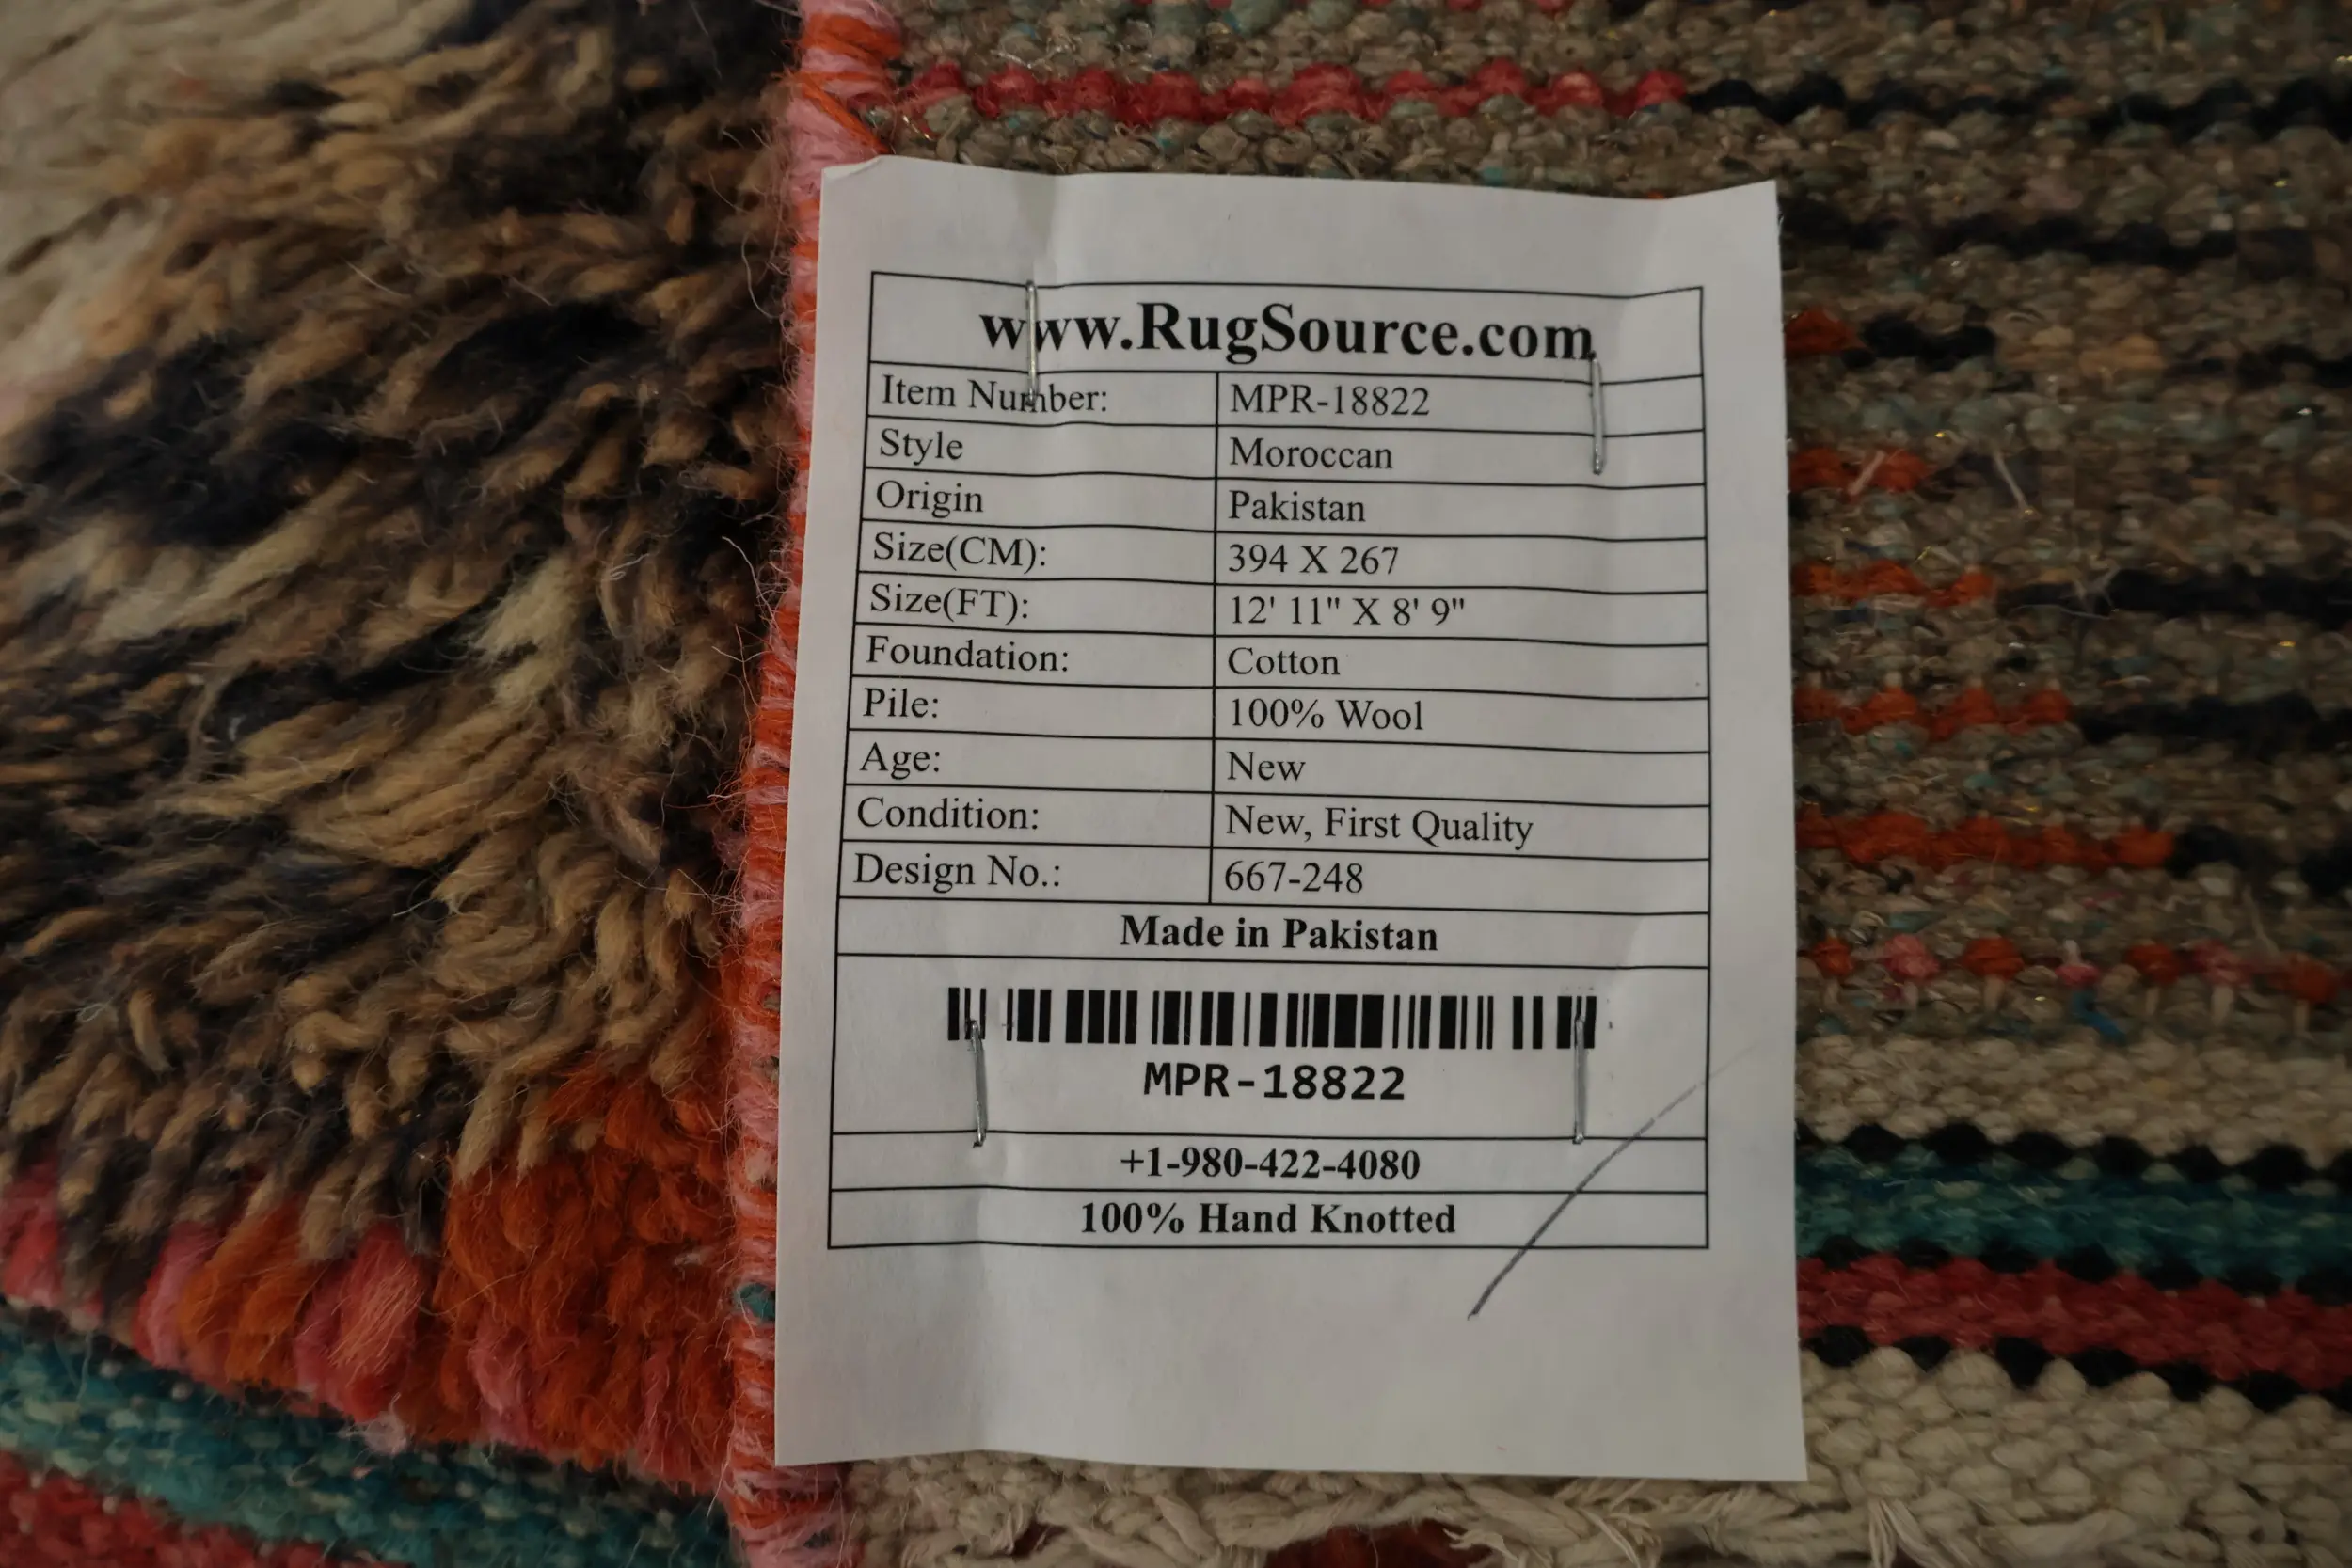 www.RugSource.com
Item Number: MPR-18822
Style Moroccan
Origin Pakistan
Size(CM): 394 X 267
Size(FT): 12' 11" X 8' 9"
Foundation: Cotton
Pile: 100% Wool
Age: New
Condition: New, First Quality
Design No.: 667-248
Made in Pakistan
MPR-18822
+1-980-422-4080
100% Hand Knotted